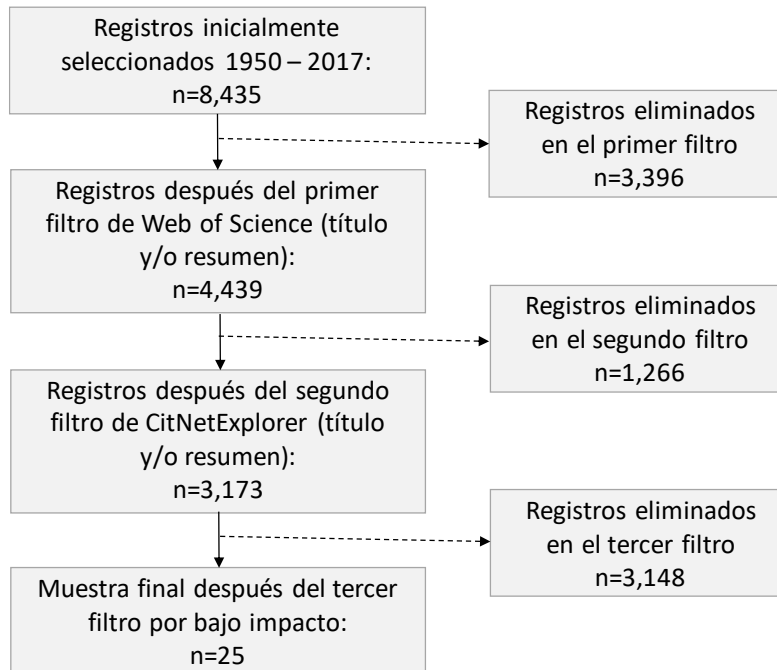 Registros inicialmente
seleccionados 1950 – 2017:
n=8,435
Registros eliminados
en el primer filtro
n=3,396
Registros después del primer
filtro de Web of Science (título
y/o resumen):
n=4,439
Registros eliminados
en el segundo filtro
n=1,266
Registros después del segundo
filtro de CitNetExplorer (título
y/o resumen):
n=3,173
Registros eliminados
en el tercer filtro
n=3,148
Muestra final después del tercer
filtro por bajo impacto:
n=25